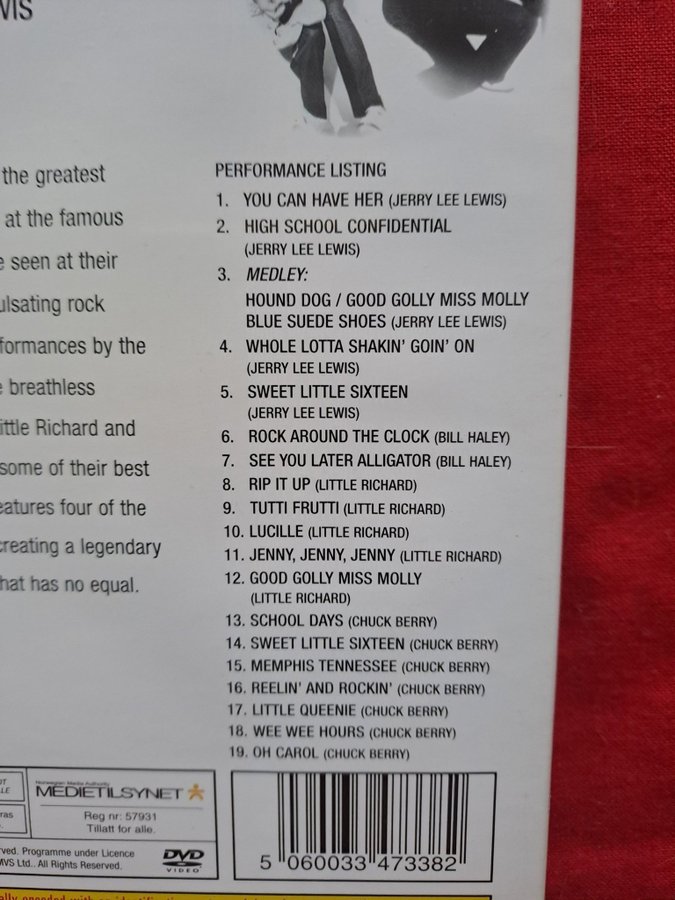 the greatest
at the famous
seen at their
rock
by the
breathless
Richard and
some of their best
four of the
creating a legendary
has no equal.
PERFORMANCE LISTING
1. YOU CAN HAVE HER (JERRY LEE LEWIS)
2. HIGH SCHOOL CONFIDENTIAL
(JERRY LEE LEWIS)
3. MEDLEY:
HOUND DOG / GOOD GOLLY MISS MOLLY
BLUE SUEDE SHOES (JERRY LEE LEWIS)
4. WHOLE LOTTA SHAKIN' GOIN' ON
(JERRY LEE LEWIS)
5. SWEET LITTLE SIXTEEN
(JERRY LEE LEWIS)
6. ROCK AROUND THE CLOCK (BILL HALEY)
7. SEE YOU LATER ALLIGATOR (BILL HALEY)
8. RIP IT UP (LITTLE RICHARD)
9. TUTTI FRUTTI (LITTLE RICHARD)
10. LUCILLE (LITTLE RICHARD)
11. JENNY, JENNY, JENNY (LITTLE RICHARD)
12. GOOD GOLLY MISS MOLLY
(LITTLE RICHARD)
13. SCHOOL DAYS (CHUCK BERRY)
14. SWEET LITTLE SIXTEEN (CHUCK BERRY)
15. MEMPHIS TENNESSEE (CHUCK BERRY)
16. REELIN' AND ROCKIN' (CHUCK BERRY)
17. LITTLE QUEENIE (CHUCK BERRY)
18. WEE WEE HOURS (CHUCK BERRY)
19. OH CAROL (CHUCK BERRY)
Norwegian Media Authority
MEDIETILSYNET
Reg nr: 57931
Tillatt for alle.
Programme under Licence
MVS Ltd.. All Rights Reserved.
DVD
VIDEO
5 060033 473382